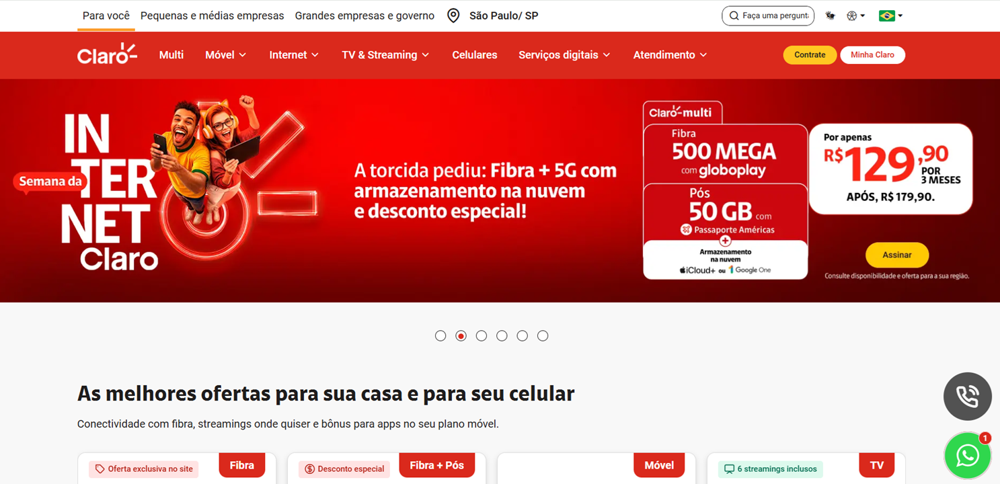 Para você Pequenas e médias empresas Grandes empresas e governo São Paulo/ SP Faça uma pergunt
Claro Multi Móvel Internet TV & Streaming Celulares Serviços digitais Atendimento Contrate Minha Claro
IN
TER
NET
Semana da
Claro
A torcida pediu: Fibra + 5G com
armazenamento na nuvem
e desconto especial!
Claro multi
Fibra
500 MEGA
com globoplay
Pós
50 GB com
Passaporte Américas
+
Armazenamento
na nuvem
iCloud+ ou 1 Google One
Por apenas
R$129,90
POR
3 MESES
APÓS, R$ 179,90.
Assinar
Consulte disponibilidade e oferta para a sua região.
As melhores ofertas para sua casa e para seu celular
Conectividade com fibra, streamings onde quiser e bônus para apps no seu plano móvel.
Oferta exclusiva no site Fibra
Desconto especial Fibra + Pós
Móvel
6 streamings inclusos TV
1